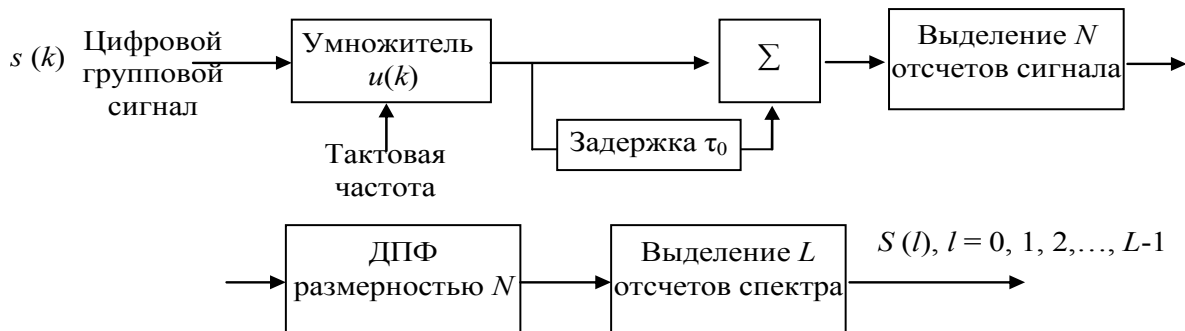 s (k)
Цифровой
групповой
сигнал
Умножитель
u(k)
Тактовая
частота
Задержка τ₀
Σ
Выделение N
отсчетов сигнала
ДПФ
размерностью N
Выделение L
отсчетов спектра
S (l), l = 0, 1, 2,…, L-1